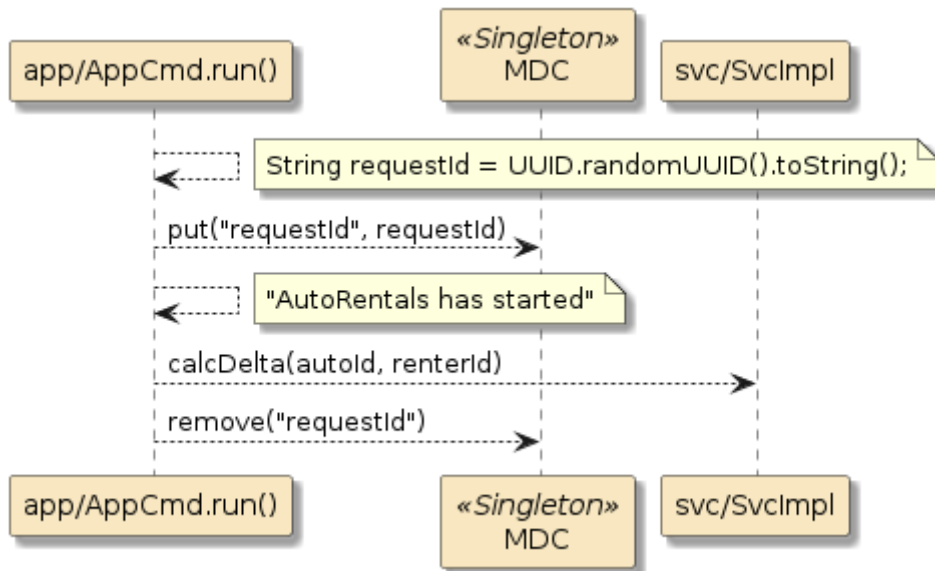 app/AppCmd.run()
«Singleton»
MDC
svc/SvcImpl
String requestId = UUID.randomUUID().toString();
put("requestId", requestId)
"AutoRentals has started"
calcDelta(autoId, renterId)
remove("requestId")
app/AppCmd.run()
«Singleton»
MDC
svc/SvcImpl